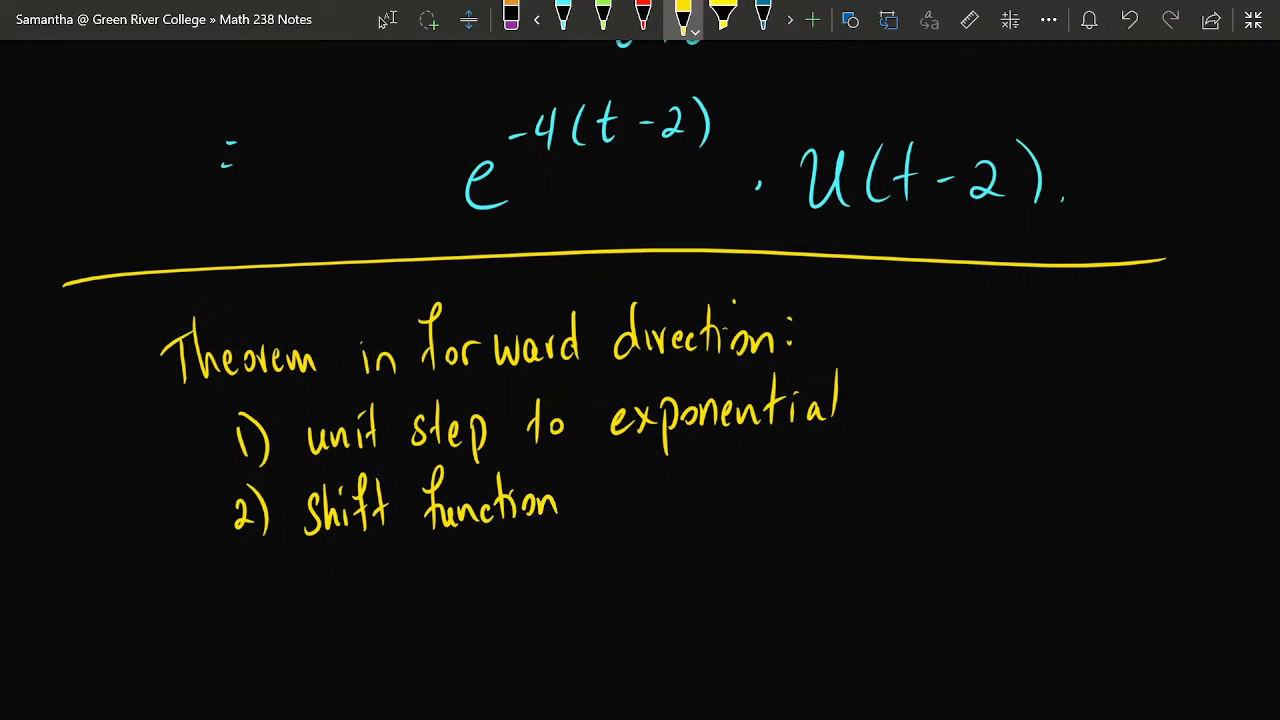 Samantha @ Green River College » Math 238 Notes
= e^{-4(t-2)} · U(t-2).
Theorem in forward direction:
1) unit step to exponential
2) shift function